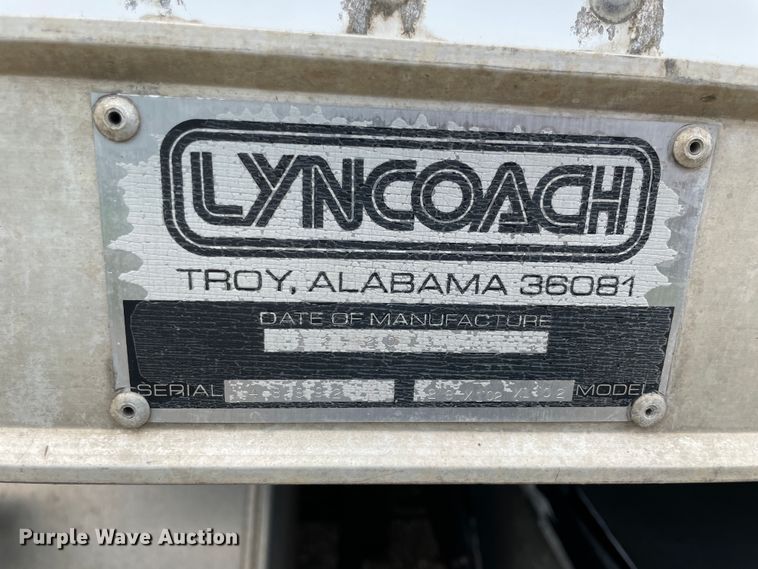 LYNCOACH
TROY, ALABAMA 36081
DATE OF MANUFACTURE
SERIAL MODEL
Purple Wave Auction